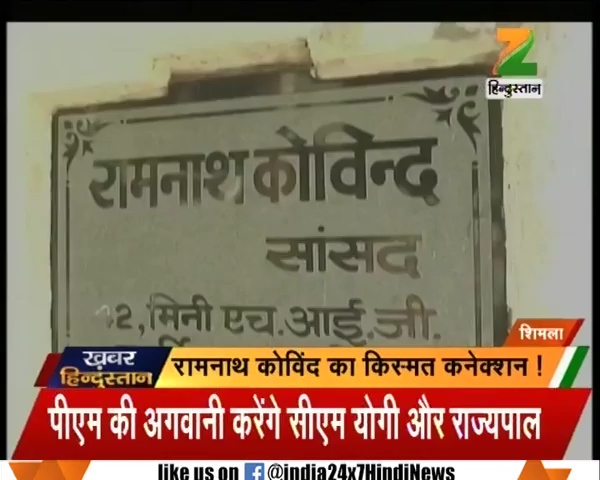 Z
हिन्दुस्तान
रामनाथ कोविन्द
सांसद
मिनी एच.आई.जी.
शिमला
ख़बर
हिन्दुस्तान
रामनाथ कोविंद का किस्मत कनेक्शन !
पीएम की अगवानी करेंगे सीएम योगी और राज्यपाल
like us on f @india24x7HindiNews